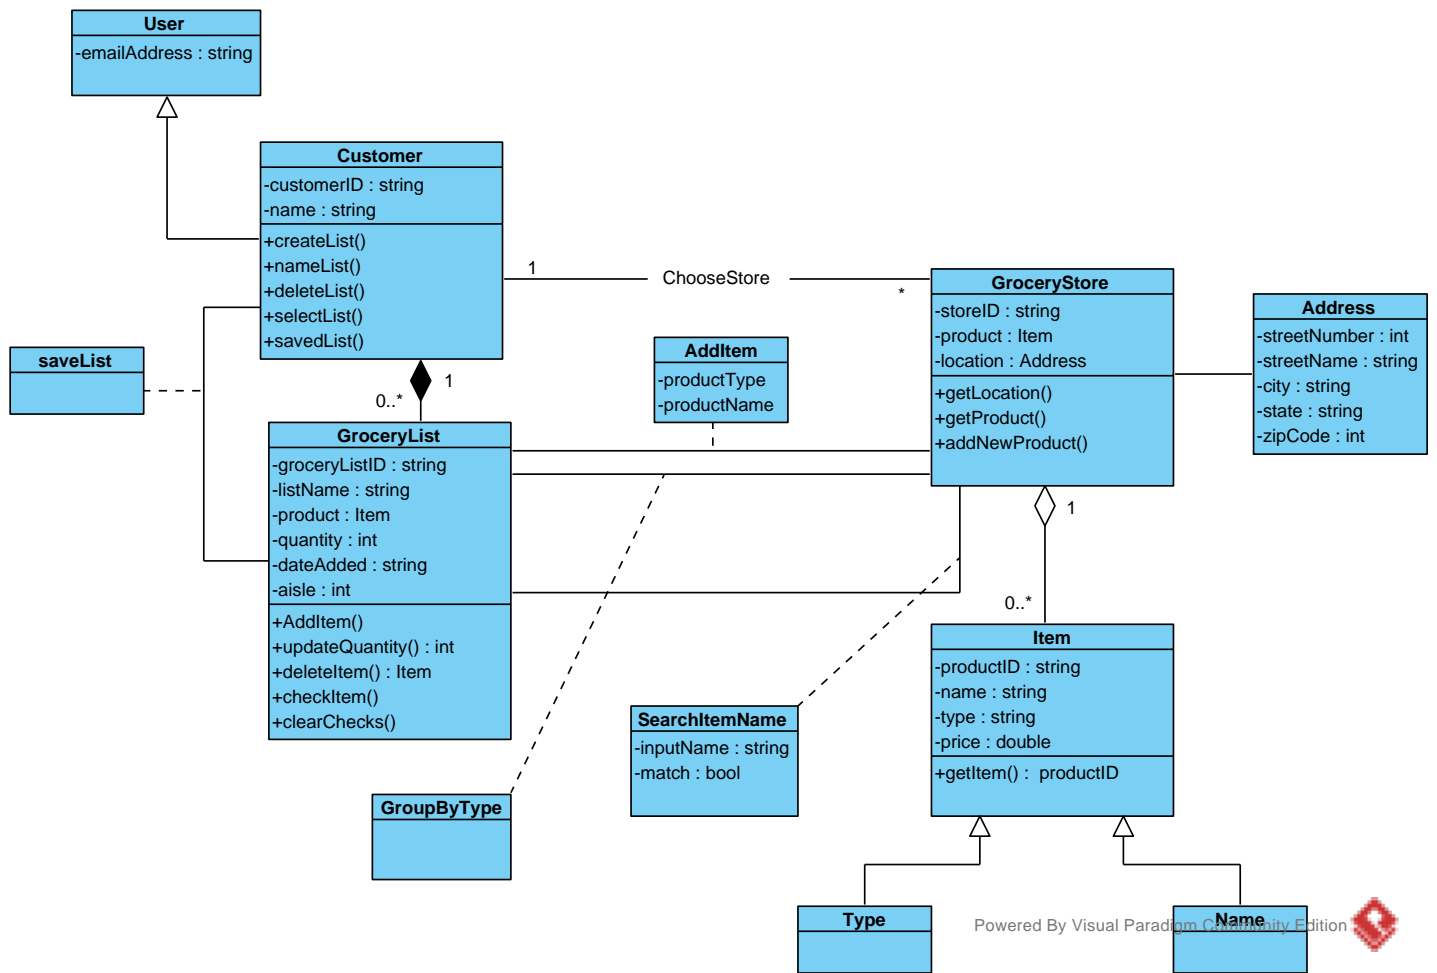 User
-emailAddress : string
Customer
-customerID : string
-name : string
+createList()
+nameList()
+deleteList()
+selectList()
+savedList()
1
ChooseStore
*
GroceryStore
-storeID : string
-product : Item
-location : Address
+getLocation()
+getProduct()
+addNewProduct()
Address
-streetNumber : int
-streetName : string
-city : string
-state : string
-zipCode : int
saveList
AddItem
-productType
-productName
1
0..*
GroceryList
-groceryListID : string
-listName : string
-product : Item
-quantity : int
-dateAdded : string
-aisle : int
+AddItem()
+updateQuantity() : int
+deleteItem() : Item
+checkItem()
+clearChecks()
1
0..*
Item
-productID : string
-name : string
-type : string
-price : double
+getItem() : productID
SearchItemName
-inputName : string
-match : bool
GroupByType
Type
Name
Powered By Visual Paradigm Community Edition